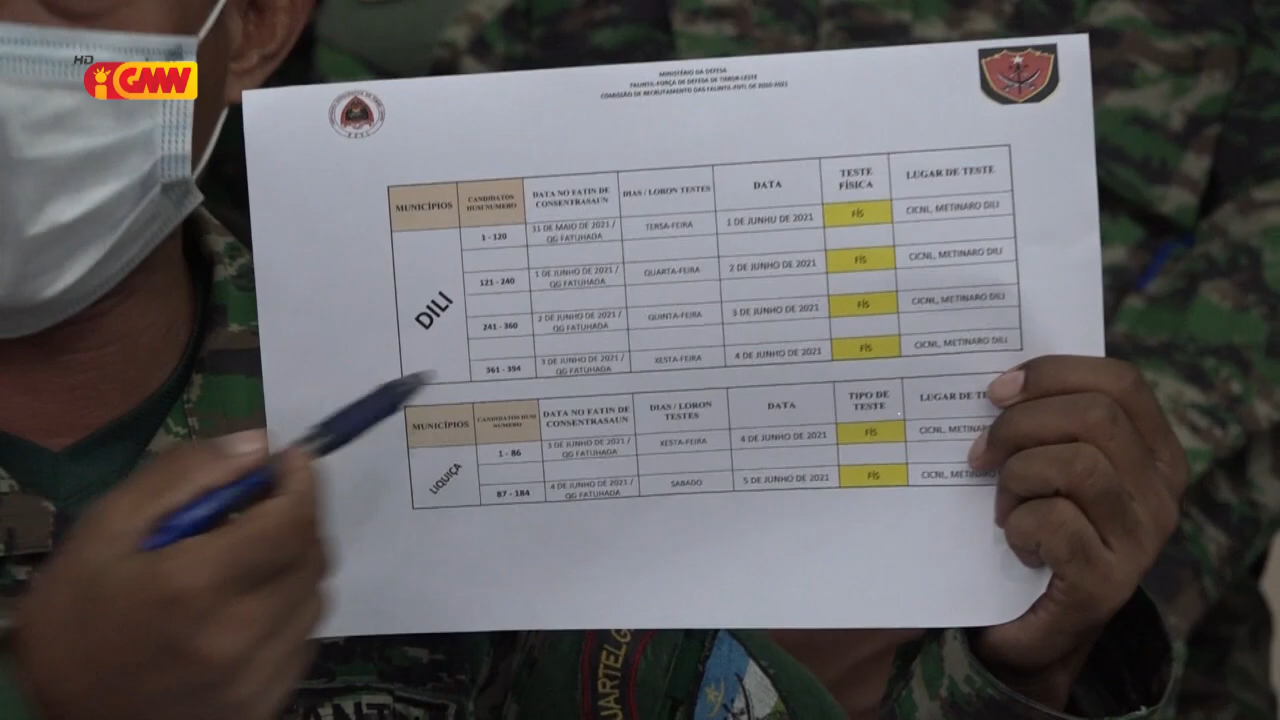 HD
GMN
MINISTÉRIO DA DEFESA
FALINTIL-FORÇA DE DEFESA DE TIMOR-LESTE
COMISSÃO DE RECRUTAMENTO DAS FALINTIL-FDTL DE 2020-2021
MUNICÍPIOS CANDIDATOS HUSI NUMERO DATA NO FATIN DE CONSENTRASAUN DIAS / LORON TESTES DATA TESTE FÍSICA LUGAR DE TESTE
DILI
1 - 120 31 DE MAIO DE 2021 / QG FATUHADA TERSA-FEIRA 1 DE JUNHU DE 2021 FÍS CICNL, METINARO DILI
121 - 240 1 DE JUNHO DE 2021 / QG FATUHADA QUARTA-FEIRA 2 DE JUNHO DE 2021 FÍS CICNL, METINARO DILI
241 - 360 2 DE JUNHO DE 2021 / QG FATUHADA QUINTA-FEIRA 3 DE JUNHO DE 2021 FÍS CICNL, METINARO DILI
361 - 394 3 DE JUNHO DE 2021 / QG FATUHADA XESTA-FEIRA 4 DE JUNHO DE 2021 FÍS CICNL, METINARO DILI
MUNICÍPIOS CANDIDATOS HUSI NUMERO DATA NO FATIN DE CONSENTRASAUN DIAS / LORON TESTES DATA TIPO DE TESTE LUGAR DE TE
LIQUIÇA
1 - 86 3 DE JUNHO DE 2021 / QG FATUHADA XESTA-FEIRA 4 DE JUNHO DE 2021 FÍS CICNL, METINAR
87 - 184 4 DE JUNHO DE 2021 / QG FATUHADA SABADO 5 DE JUNHO DE 2021 FÍS CICNL, METINA
UARTEL G